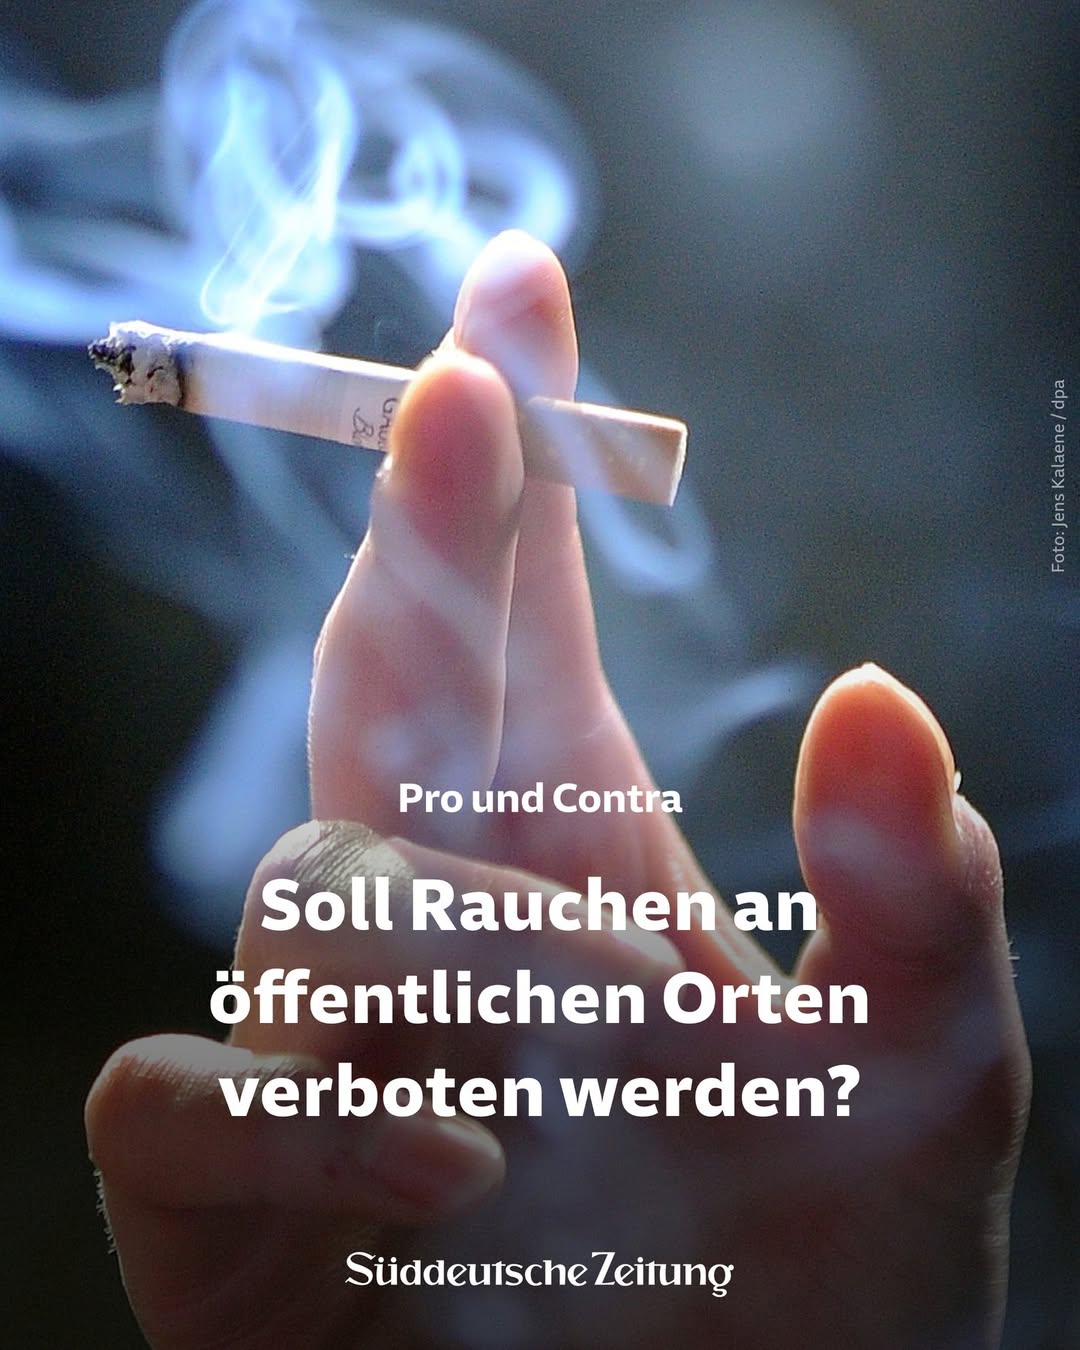 Foto: Jens Kalaene / dpa
Pro und Contra
Soll Rauchen an
öffentlichen Orten
verboten werden?
Süddeutsche Zeitung